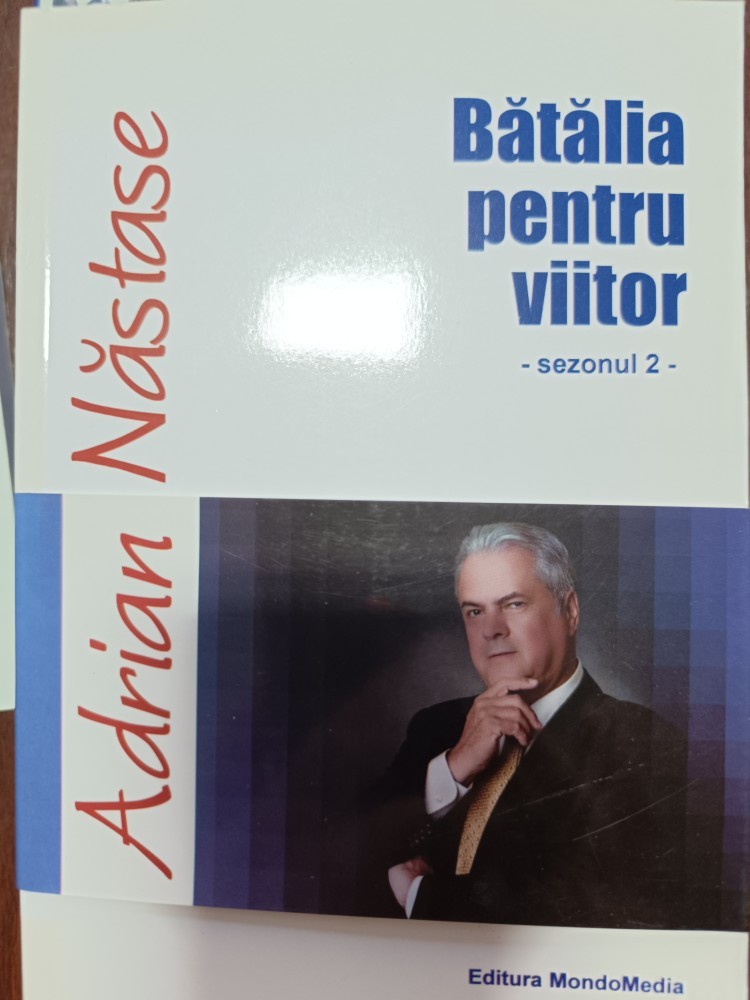 Adrian Năstase
Bătălia
pentru
viitor
- sezonul 2 -
Editura MondoMedia